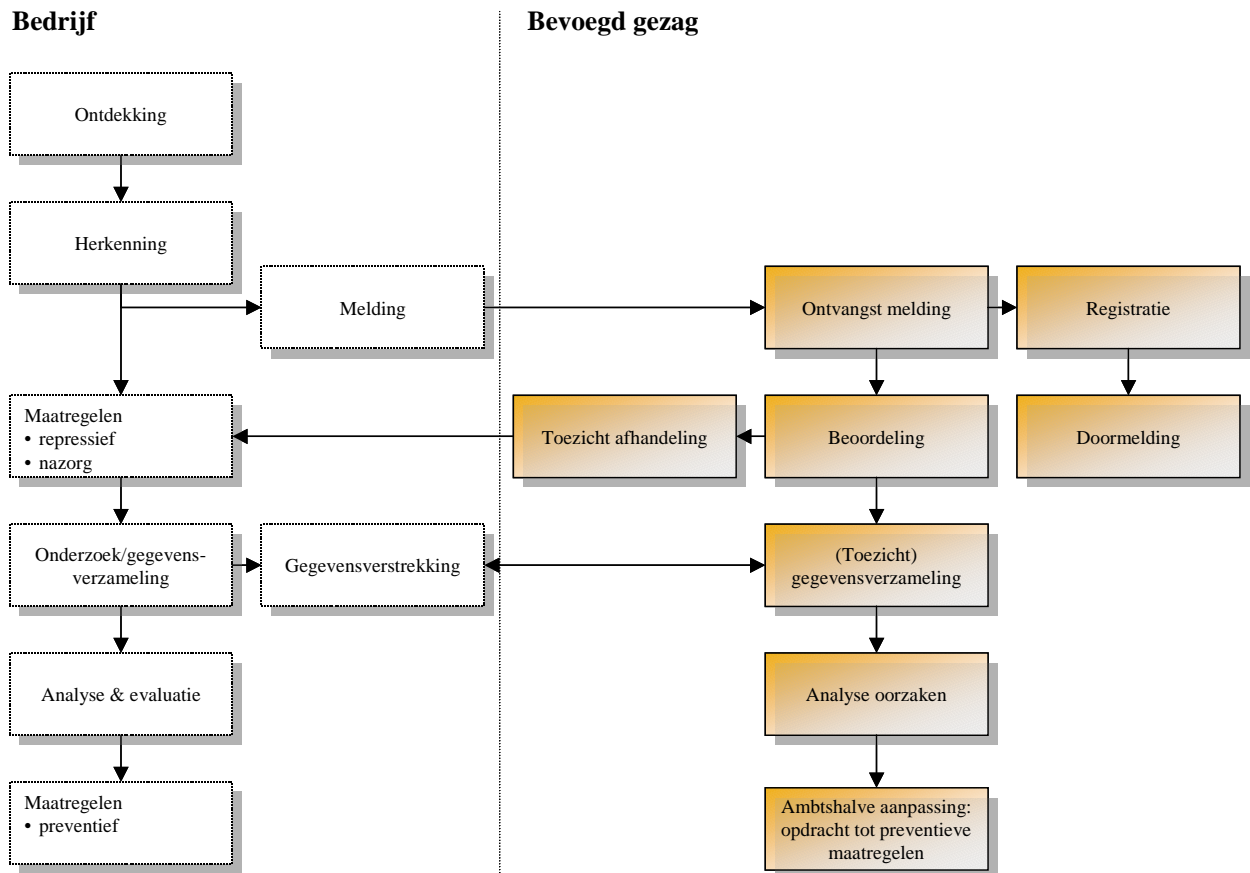 Bedrijf
Bevoegd gezag
Ontdekking
Herkenning
Melding
Ontvangst melding
Registratie
Maatregelen
• repressief
• nazorg
Toezicht afhandeling
Beoordeling
Doormelding
Onderzoek/gegevens-
verzameling
Gegevensverstrekking
(Toezicht)
gegevensverzameling
Analyse & evaluatie
Analyse oorzaken
Maatregelen
• preventief
Ambtshalve aanpassing:
opdracht tot preventieve
maatregelen